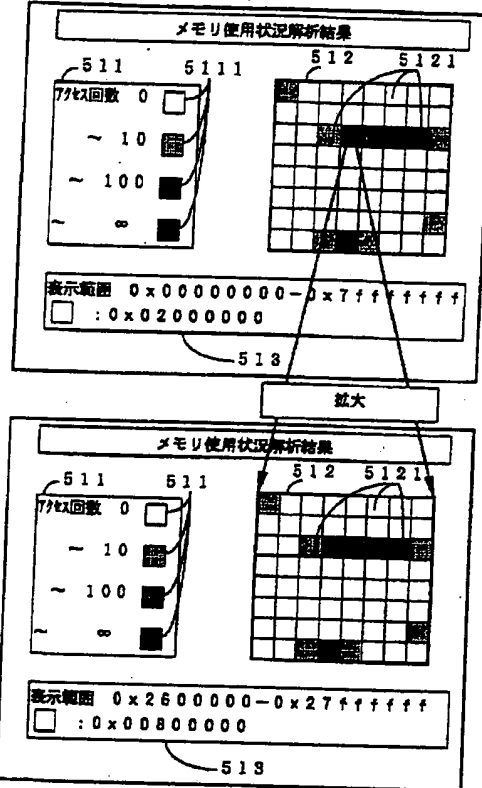 メモリ使用状況解析結果
511 5111 512 5121
アクセス回数 0
~ 10
~ 100
~ ∞
表示範囲 0x00000000-0x7fffffff
:0x02000000
513
拡大
メモリ使用状況解析結果
511 511 512 5121
アクセス回数 0
~ 10
~ 100
~ ∞
表示範囲 0x2600000-0x27ffffff
:0x00800000
513